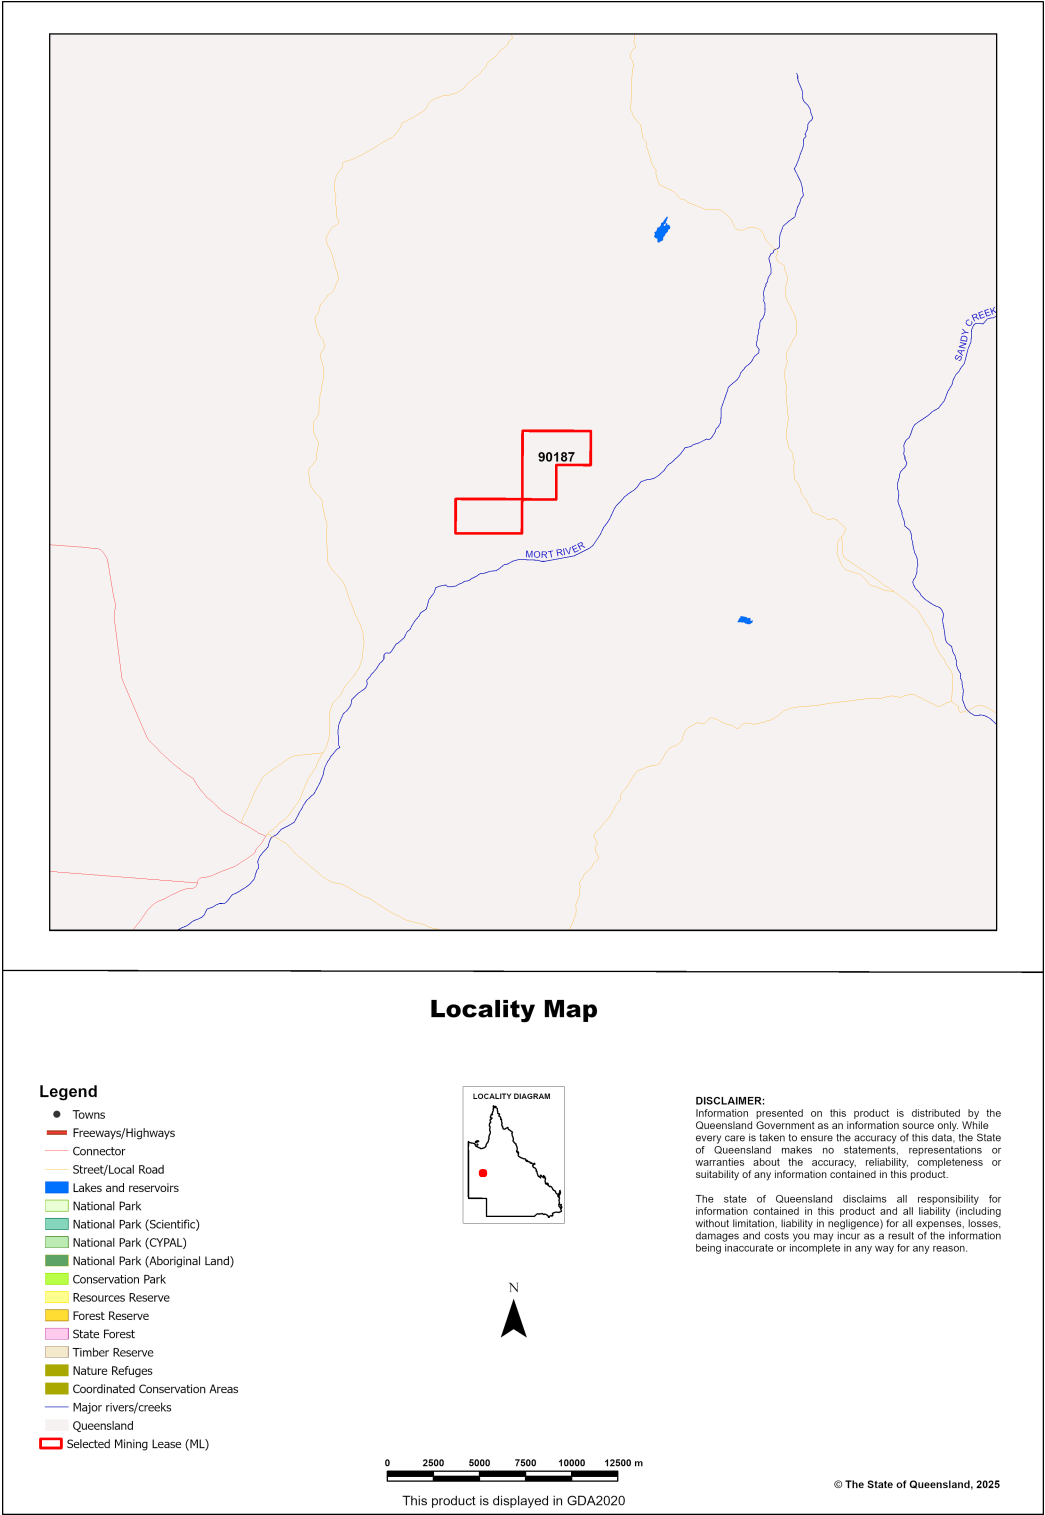 SANDY CREEK
90187
MORT RIVER
Locality Map
Legend
Towns
Freeways/Highways
Connector
Street/Local Road
Lakes and reservoirs
National Park
National Park (Scientific)
National Park (CYPAL)
National Park (Aboriginal Land)
Conservation Park
Resources Reserve
Forest Reserve
State Forest
Timber Reserve
Nature Refuges
Coordinated Conservation Areas
Major rivers/creeks
Queensland
Selected Mining Lease (ML)
LOCALITY DIAGRAM
N
0 2500 5000 7500 10000 12500 m
This product is displayed in GDA2020
DISCLAIMER:
Information presented on this product is distributed by the
Queensland Government as an information source only. While
every care is taken to ensure the accuracy of this data, the State
of Queensland makes no statements, representations or
warranties about the accuracy, reliability, completeness or
suitability of any information contained in this product.
The state of Queensland disclaims all responsibility for
information contained in this product and all liability (including
without limitation, liability in negligence) for all expenses, losses,
damages and costs you may incur as a result of the information
being inaccurate or incomplete in any way for any reason.
© The State of Queensland, 2025